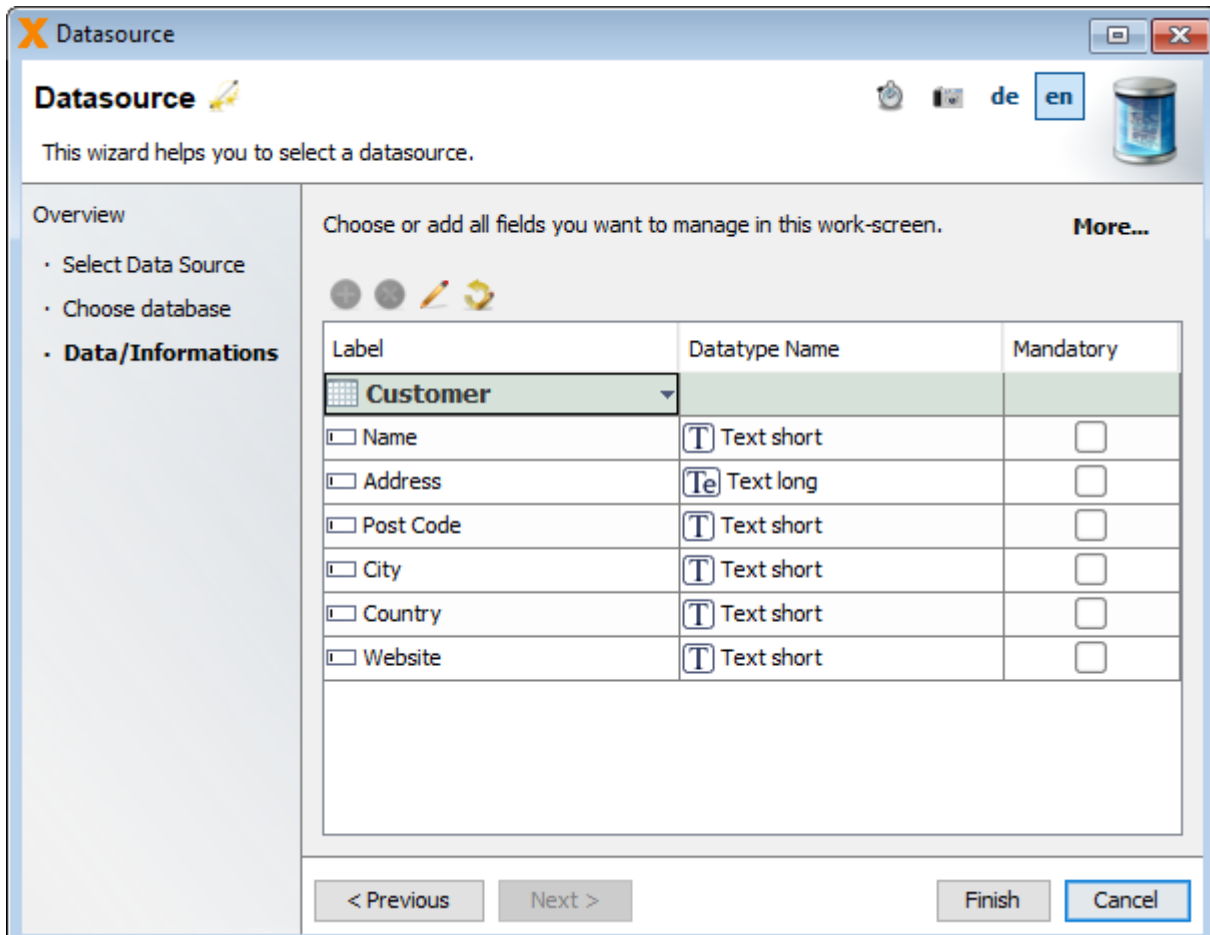 Datasource
Datasource
de en
This wizard helps you to select a datasource.
Overview
· Select Data Source
· Choose database
· Data/Informations
Choose or add all fields you want to manage in this work-screen. More...
Label Datatype Name Mandatory
Customer
Name T Text short
Address Te Text long
Post Code T Text short
City T Text short
Country T Text short
Website T Text short
< Previous Next > Finish Cancel